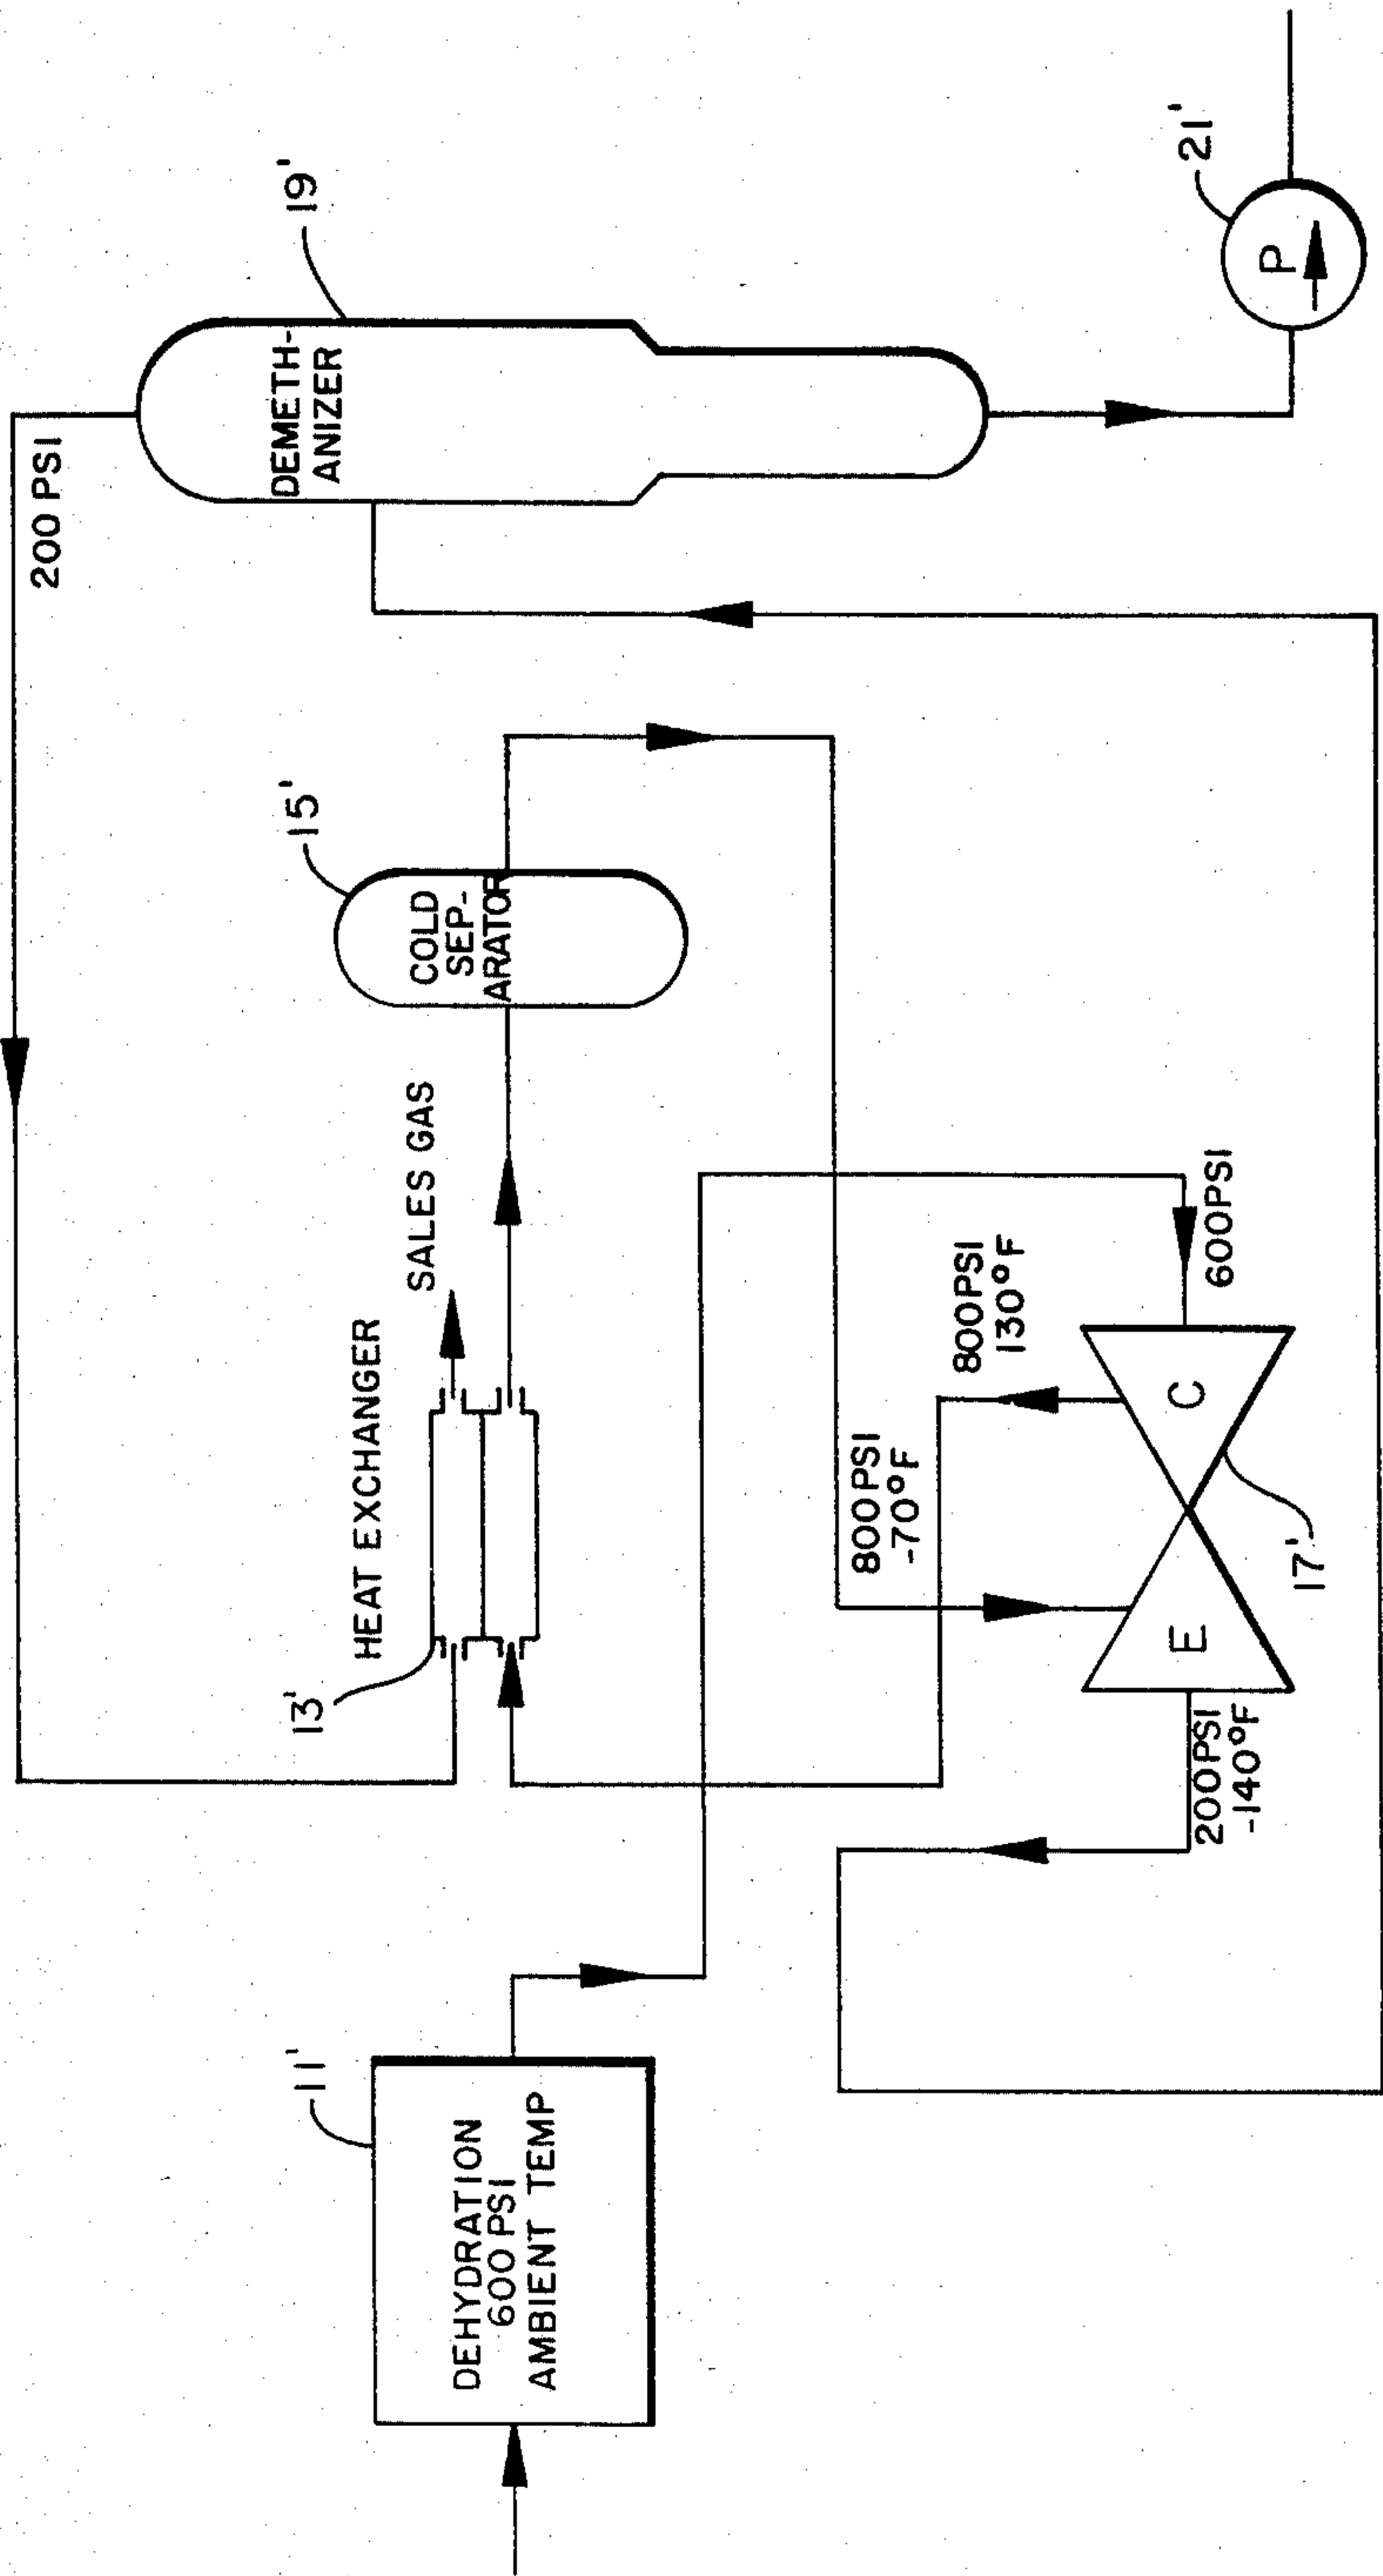 200 PSI
DEMETH-
ANIZER
19'
21'
P
15'
COLD
SEP-
ARATOR
SALES GAS
HEAT EXCHANGER
13'
800PSI
130°F
600PSI
800PSI
-70°F
C
E
17'
200PSI
-140°F
11'
DEHYDRATION
600 PSI
AMBIENT TEMP